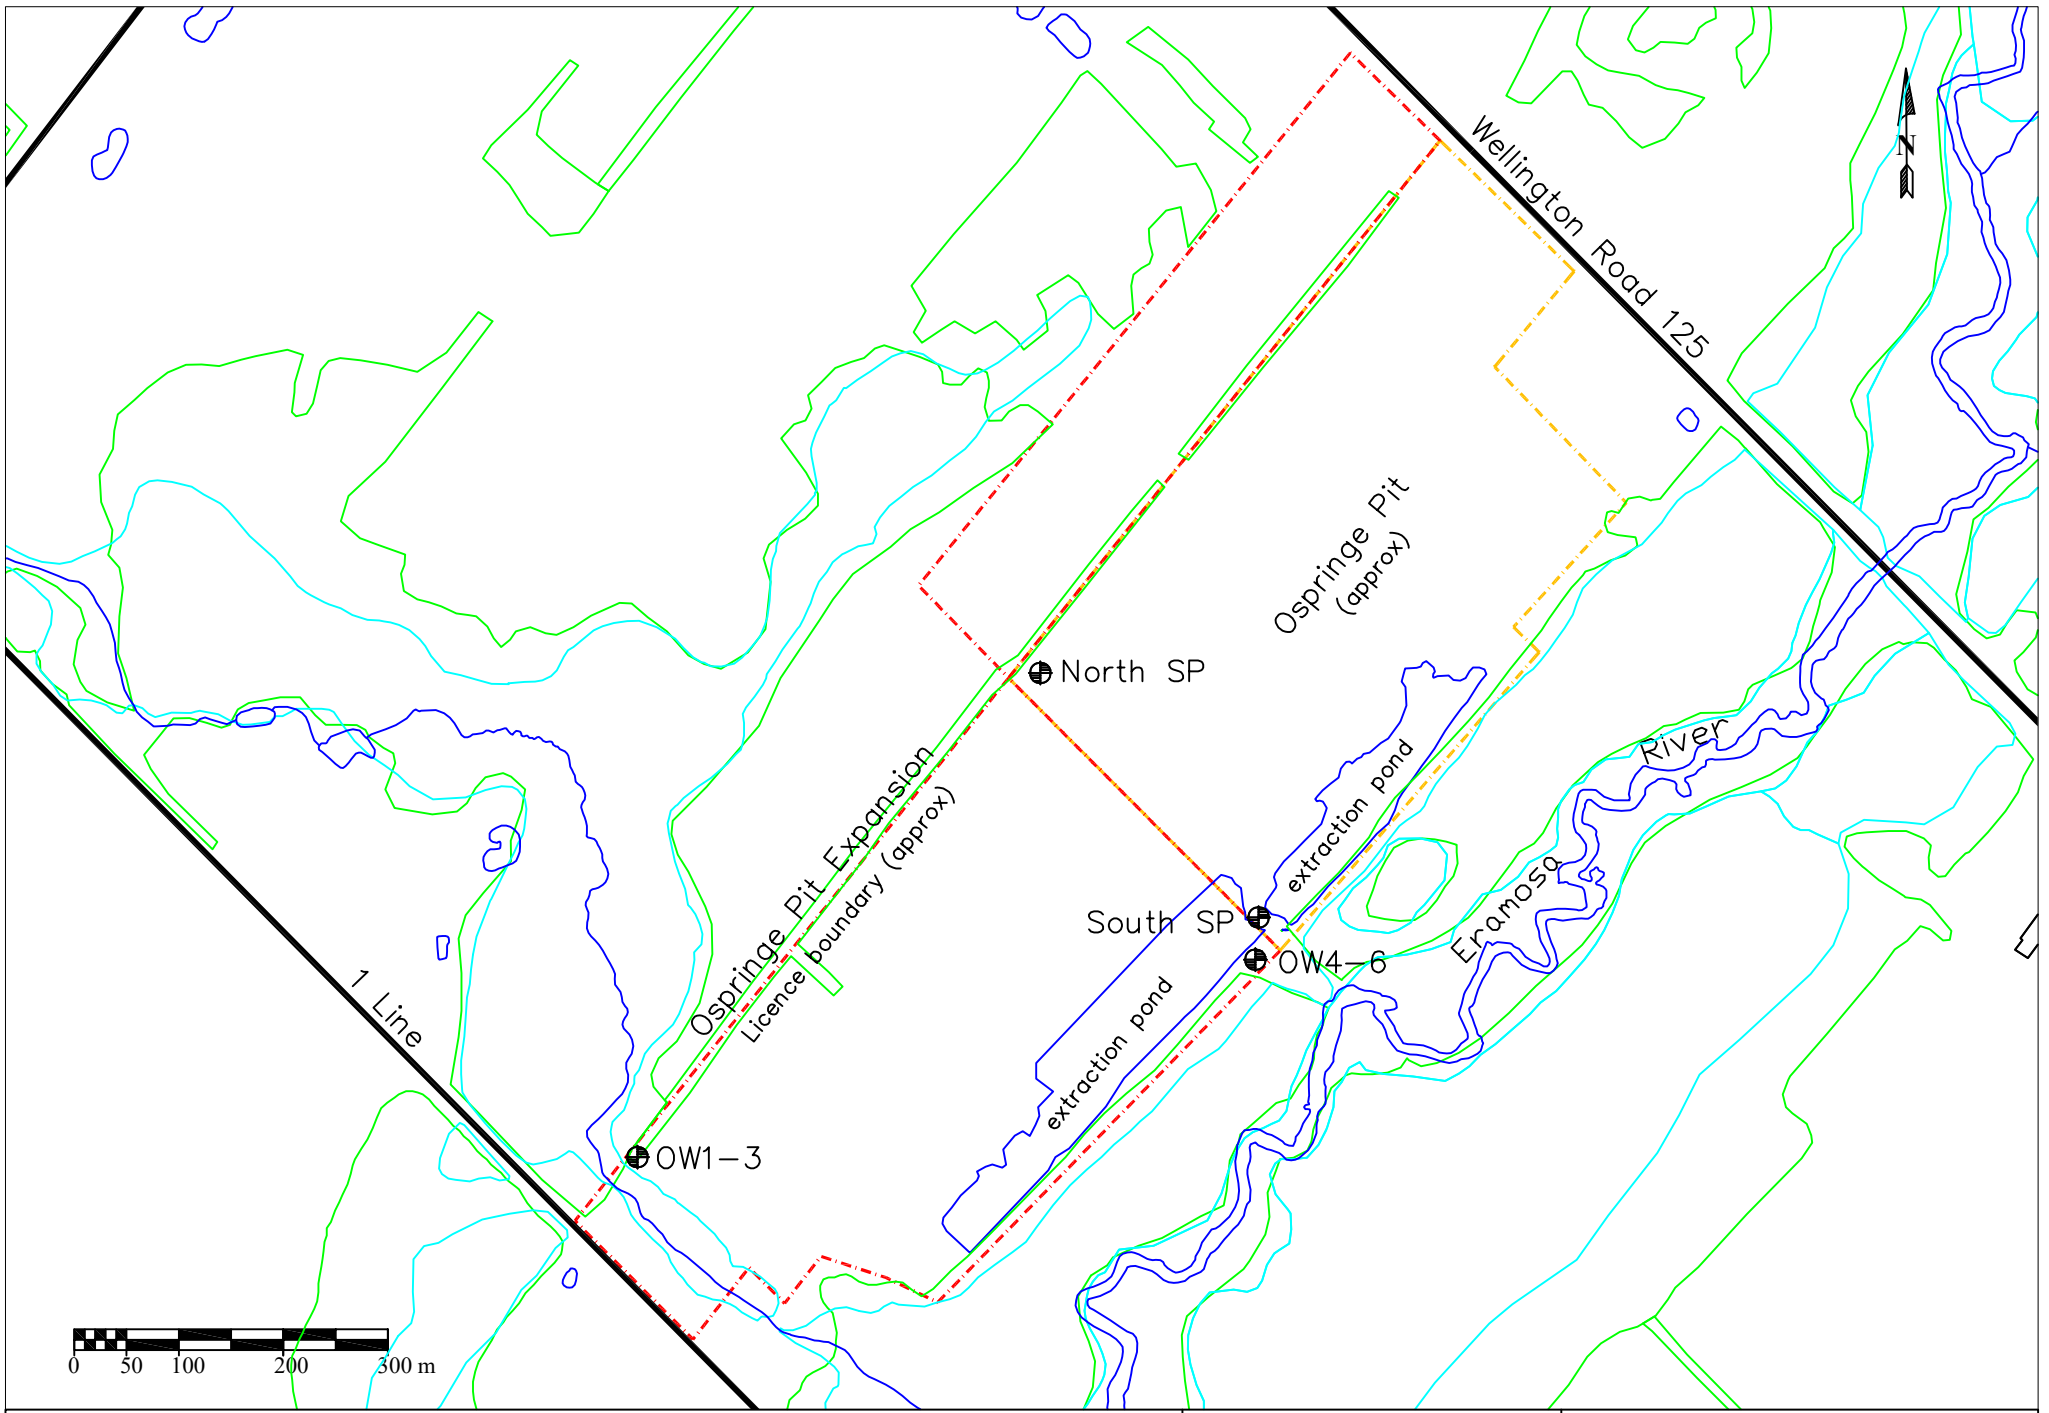 Wellington Road 125
N
Ospringe Pit
(approx)
North SP
River
extraction pond
Ospringe Pit Expansion
Licence boundary (approx)
Eramosa
South SP
OW4-6
1 Line
extraction pond
OW1-3
0 50 100 200 300 m